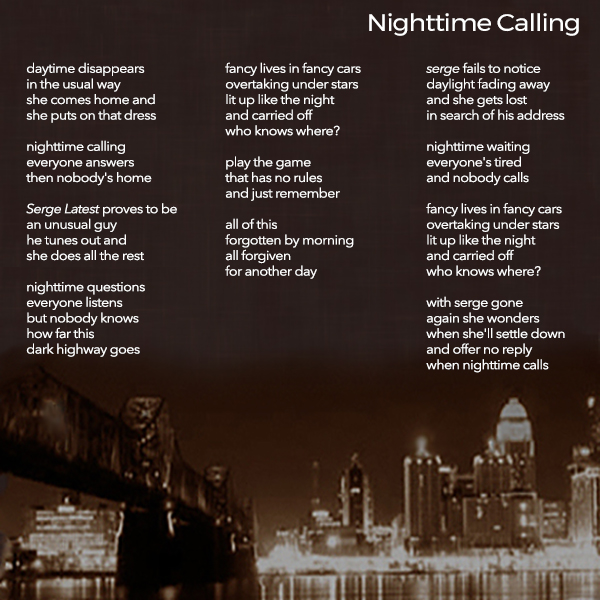 Nighttime Calling
daytime disappears
in the usual way
she comes home and
she puts on that dress
nighttime calling
everyone answers
then nobody's home
Serge Latest proves to be
an unusual guy
he tunes out and
she does all the rest
nighttime questions
everyone listens
but nobody knows
how far this
dark highway goes
fancy lives in fancy cars
overtaking under stars
lit up like the night
and carried off
who knows where?
play the game
that has no rules
and just remember
all of this
forgotten by morning
all forgiven
for another day
serge fails to notice
daylight fading away
and she gets lost
in search of his address
nighttime waiting
everyone's tired
and nobody calls
fancy lives in fancy cars
overtaking under stars
lit up like the night
and carried off
who knows where?
with serge gone
again she wonders
when she'll settle down
and offer no reply
when nighttime calls